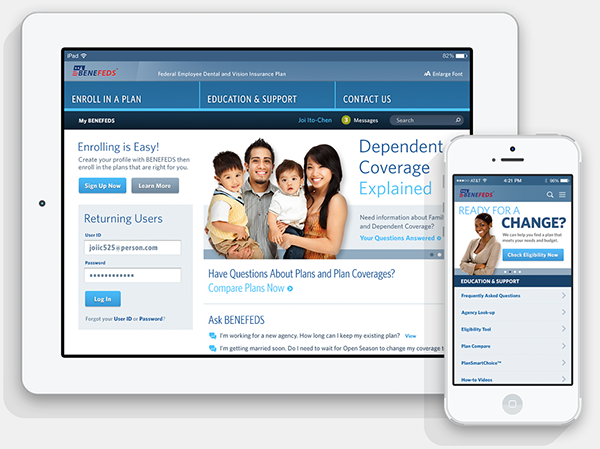 iPad
82%
BENEFEDS
Federal Employee Dental and Vision Insurance Plan
AA Enlarge Font
ENROLL IN A PLAN
EDUCATION & SUPPORT
CONTACT US
My BENEFEDS
Joi Ito-Chen
3 Messages
Search
Enrolling is Easy!
Create your profile with BENEFEDS then
enroll in the plans that are right for you.
Sign Up Now
Learn More
Returning Users
User ID
joiic525@person.com
Password
••••••••••••
Log In
Forgot your User ID or Password?
Dependent
Coverage
Explained
Need information about Fami
and Dependent Coverage?
Your Questions Answered
Have Questions About Plans and Plan Coverages?
Compare Plans Now
Ask BENEFEDS
I'm working for a new agency. How long can I keep my existing plan? View
I'm getting married soon. Do I need to wait for Open Season to change my coverage t
AT&T
4:21 PM
96%
BENEFEDS
READY FOR A
CHANGE?
We can help you find a plan that
meets your needs and budget.
Check Eligibility Now
EDUCATION & SUPPORT
Frequently Asked Questions
Agency Look-up
Eligibility Tool
Plan Compare
PlanSmartChoice™
How-to Videos